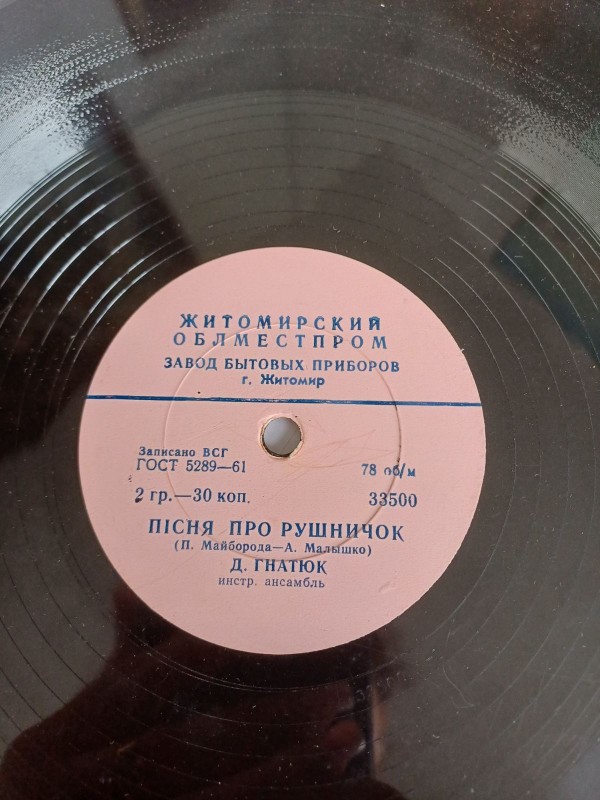 ЖИТОМИРСКИЙ
ОБЛМЕСТПРОМ
ЗАВОД БЫТОВЫХ ПРИБОРОВ
г. Житомир
Записано ВСГ
ГОСТ 5289—61 78 об/м
2 гр.—30 коп. 33500
ПІСНЯ ПРО РУШНИЧОК
(П. Майборода—А. Малышко)
Д. ГНАТЮК
инстр. ансамбль